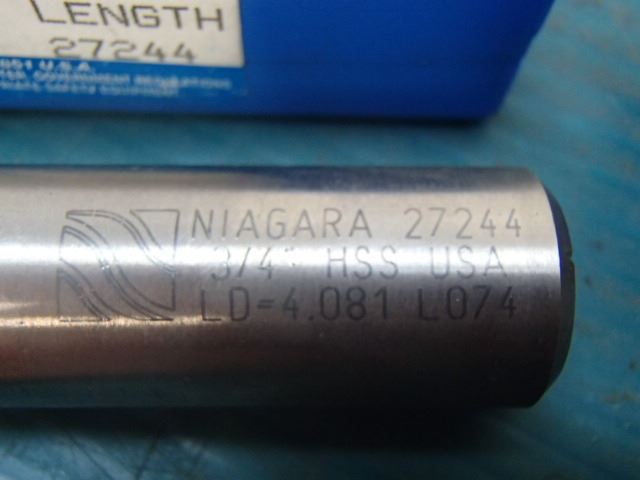 LENGTH
27244
U.S.A.
NIAGARA 27244
3/4" HSS USA
LD=4.081 L074